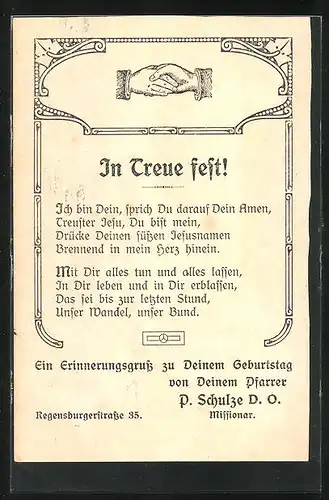 In Treue fest!
Ich bin Dein, sprich Du darauf Dein Amen,
Treuster Jesu, Du bist mein,
Drücke Deinen süßen Jesusnamen
Brennend in mein Herz hinein.
Mit Dir alles tun und alles lassen,
In Dir leben und in Dir erblassen,
Das sei bis zur letzten Stund,
Unser Wandel, unser Bund.
Ein Erinnerungsgruß zu Deinem Geburtstag
von Deinem Pfarrer
P. Schulze D. O.
Regensburgerstraße 35. Missionar.